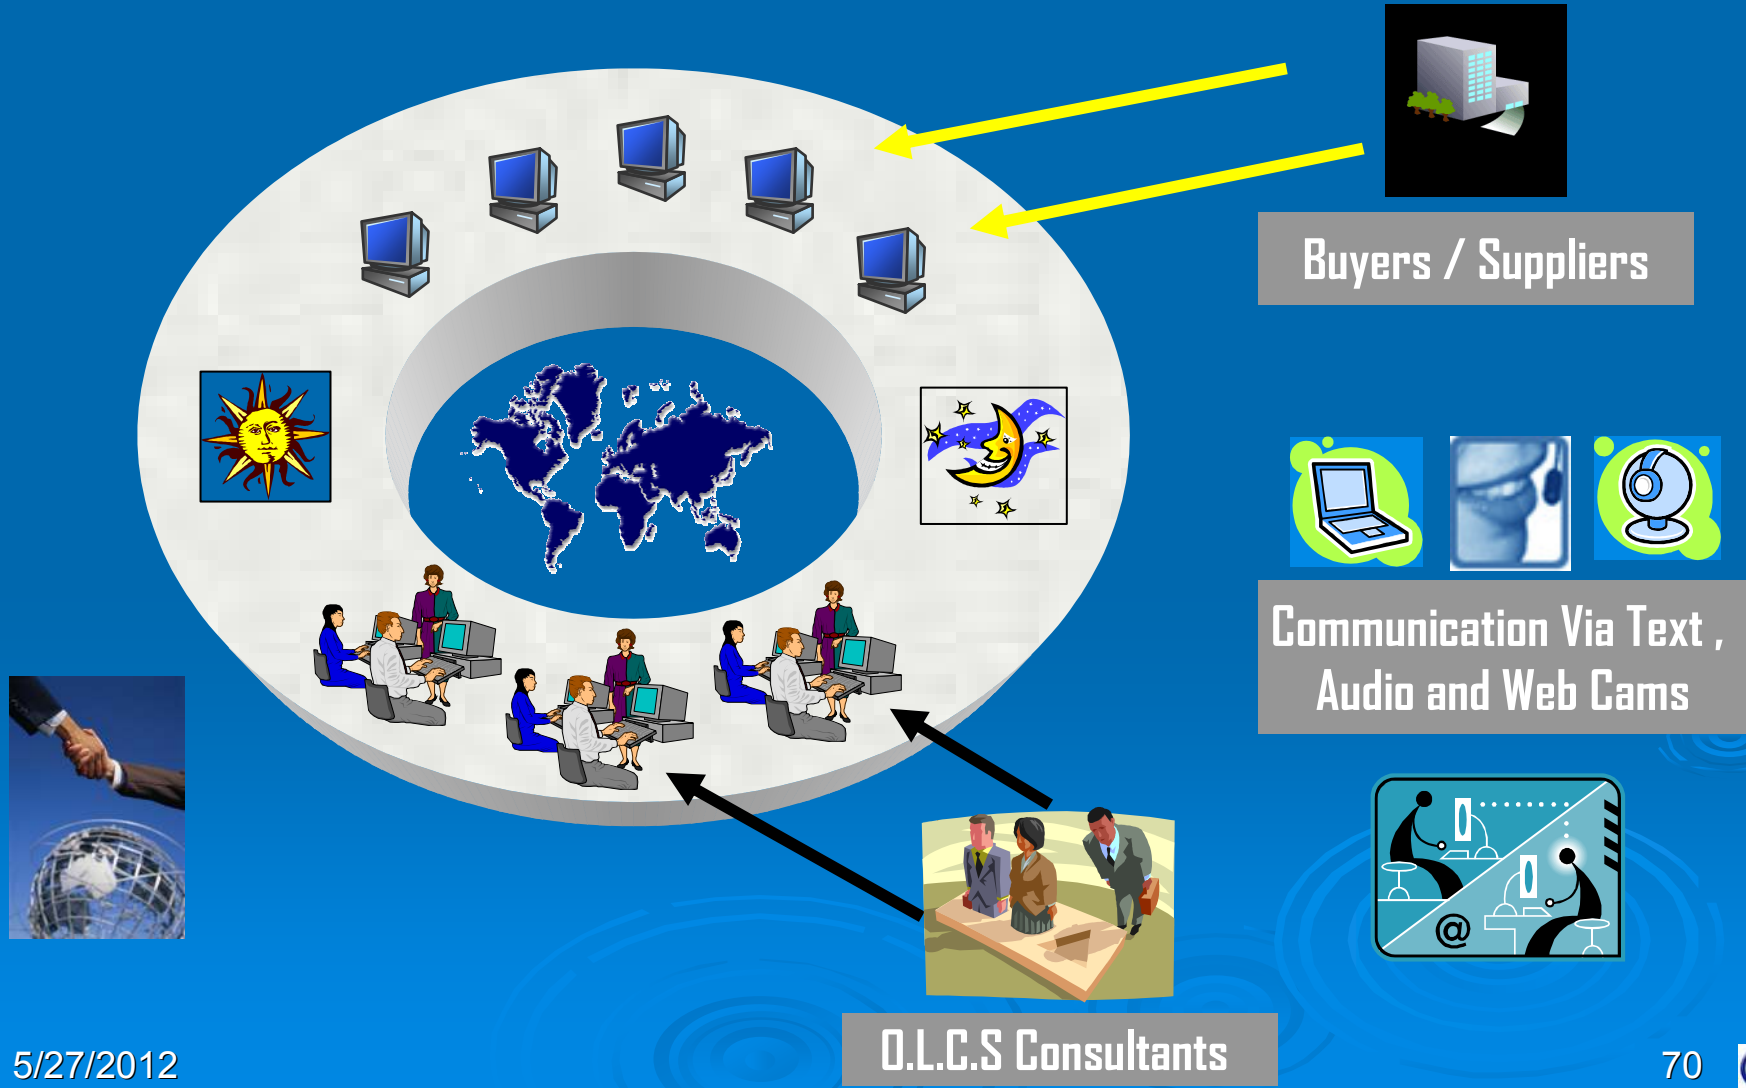 Buyers / Suppliers
Communication Via Text ,
Audio and Web Cams
@
O.L.C.S Consultants
5/27/2012
70